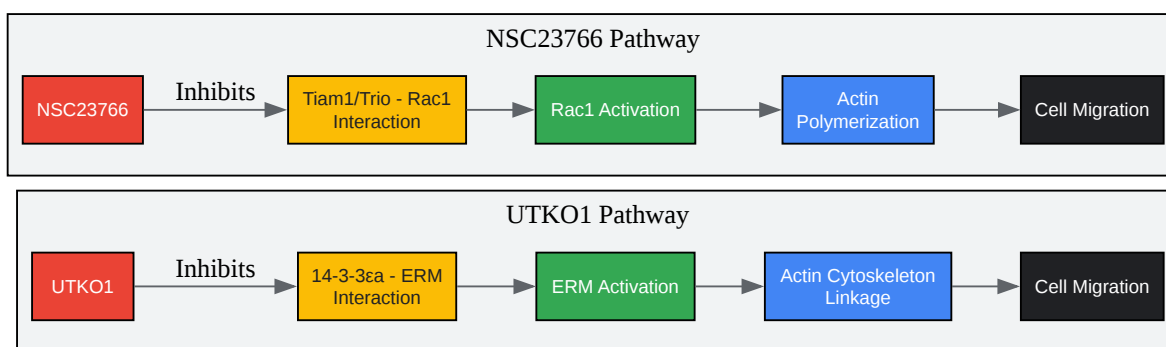 NSC23766 Pathway
NSC23766
Inhibits
Tiam1/Trio - Rac1
Interaction
Rac1 Activation
Actin
Polymerization
Cell Migration
UTKO1 Pathway
UTKO1
Inhibits
14-3-3εa - ERM
Interaction
ERM Activation
Actin Cytoskeleton
Linkage
Cell Migration